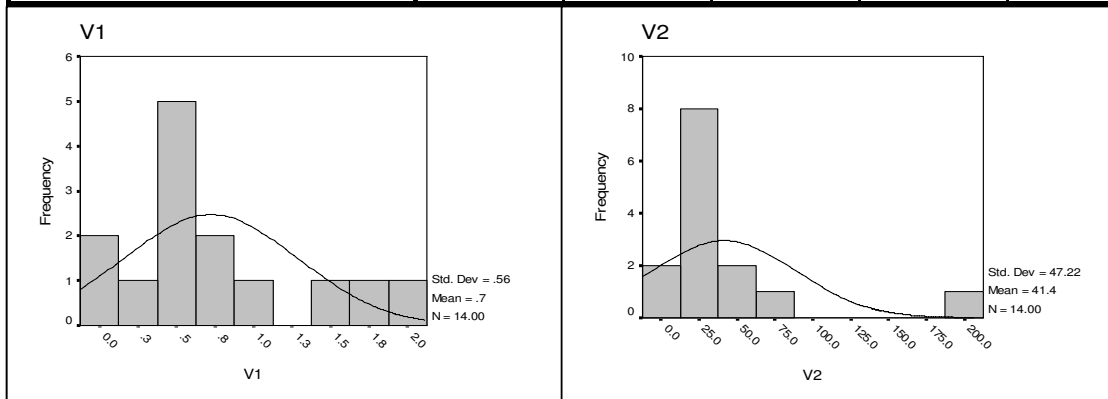 V1
6
5
4
3
2
1
0
Frequency
0.0 .3 .5 .8 1.0 1.3 1.5 1.8 2.0
V1
Std. Dev = .56
Mean = .7
N = 14.00
V2
10
8
6
4
2
0
Frequency
0.0 25.0 50.0 75.0 100.0 125.0 150.0 175.0 200.0
V2
Std. Dev = 47.22
Mean = 41.4
N = 14.00